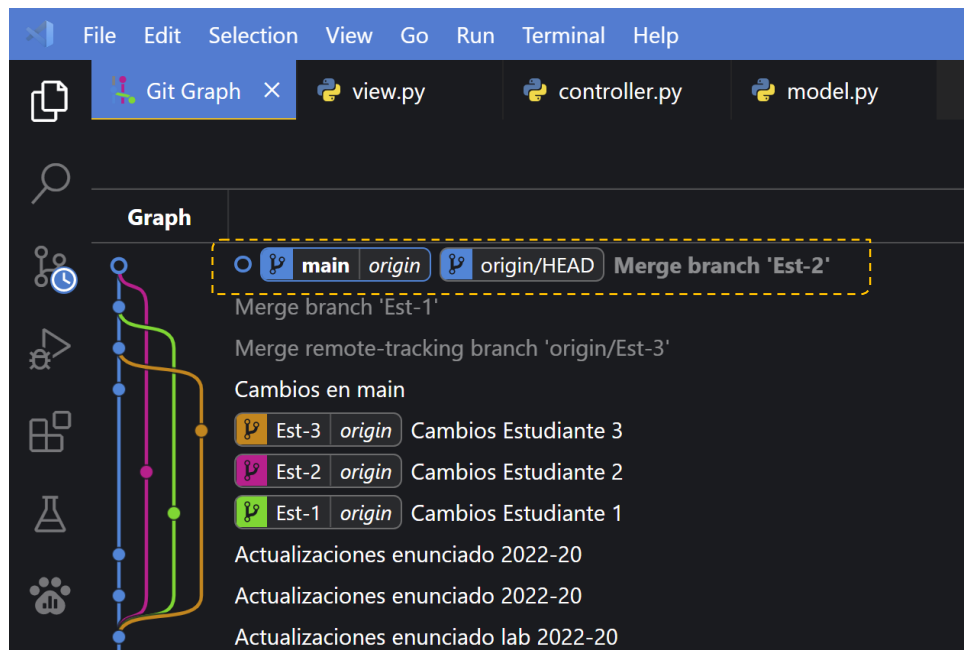 File Edit Selection View Go Run Terminal Help
Git Graph view.py controller.py model.py
Graph
main origin origin/HEAD Merge branch 'Est-2'
Merge branch 'Est-1'
Merge remote-tracking branch 'origin/Est-3'
Cambios en main
Est-3 origin Cambios Estudiante 3
Est-2 origin Cambios Estudiante 2
Est-1 origin Cambios Estudiante 1
Actualizaciones enunciado 2022-20
Actualizaciones enunciado 2022-20
Actualizaciones enunciado lab 2022-20